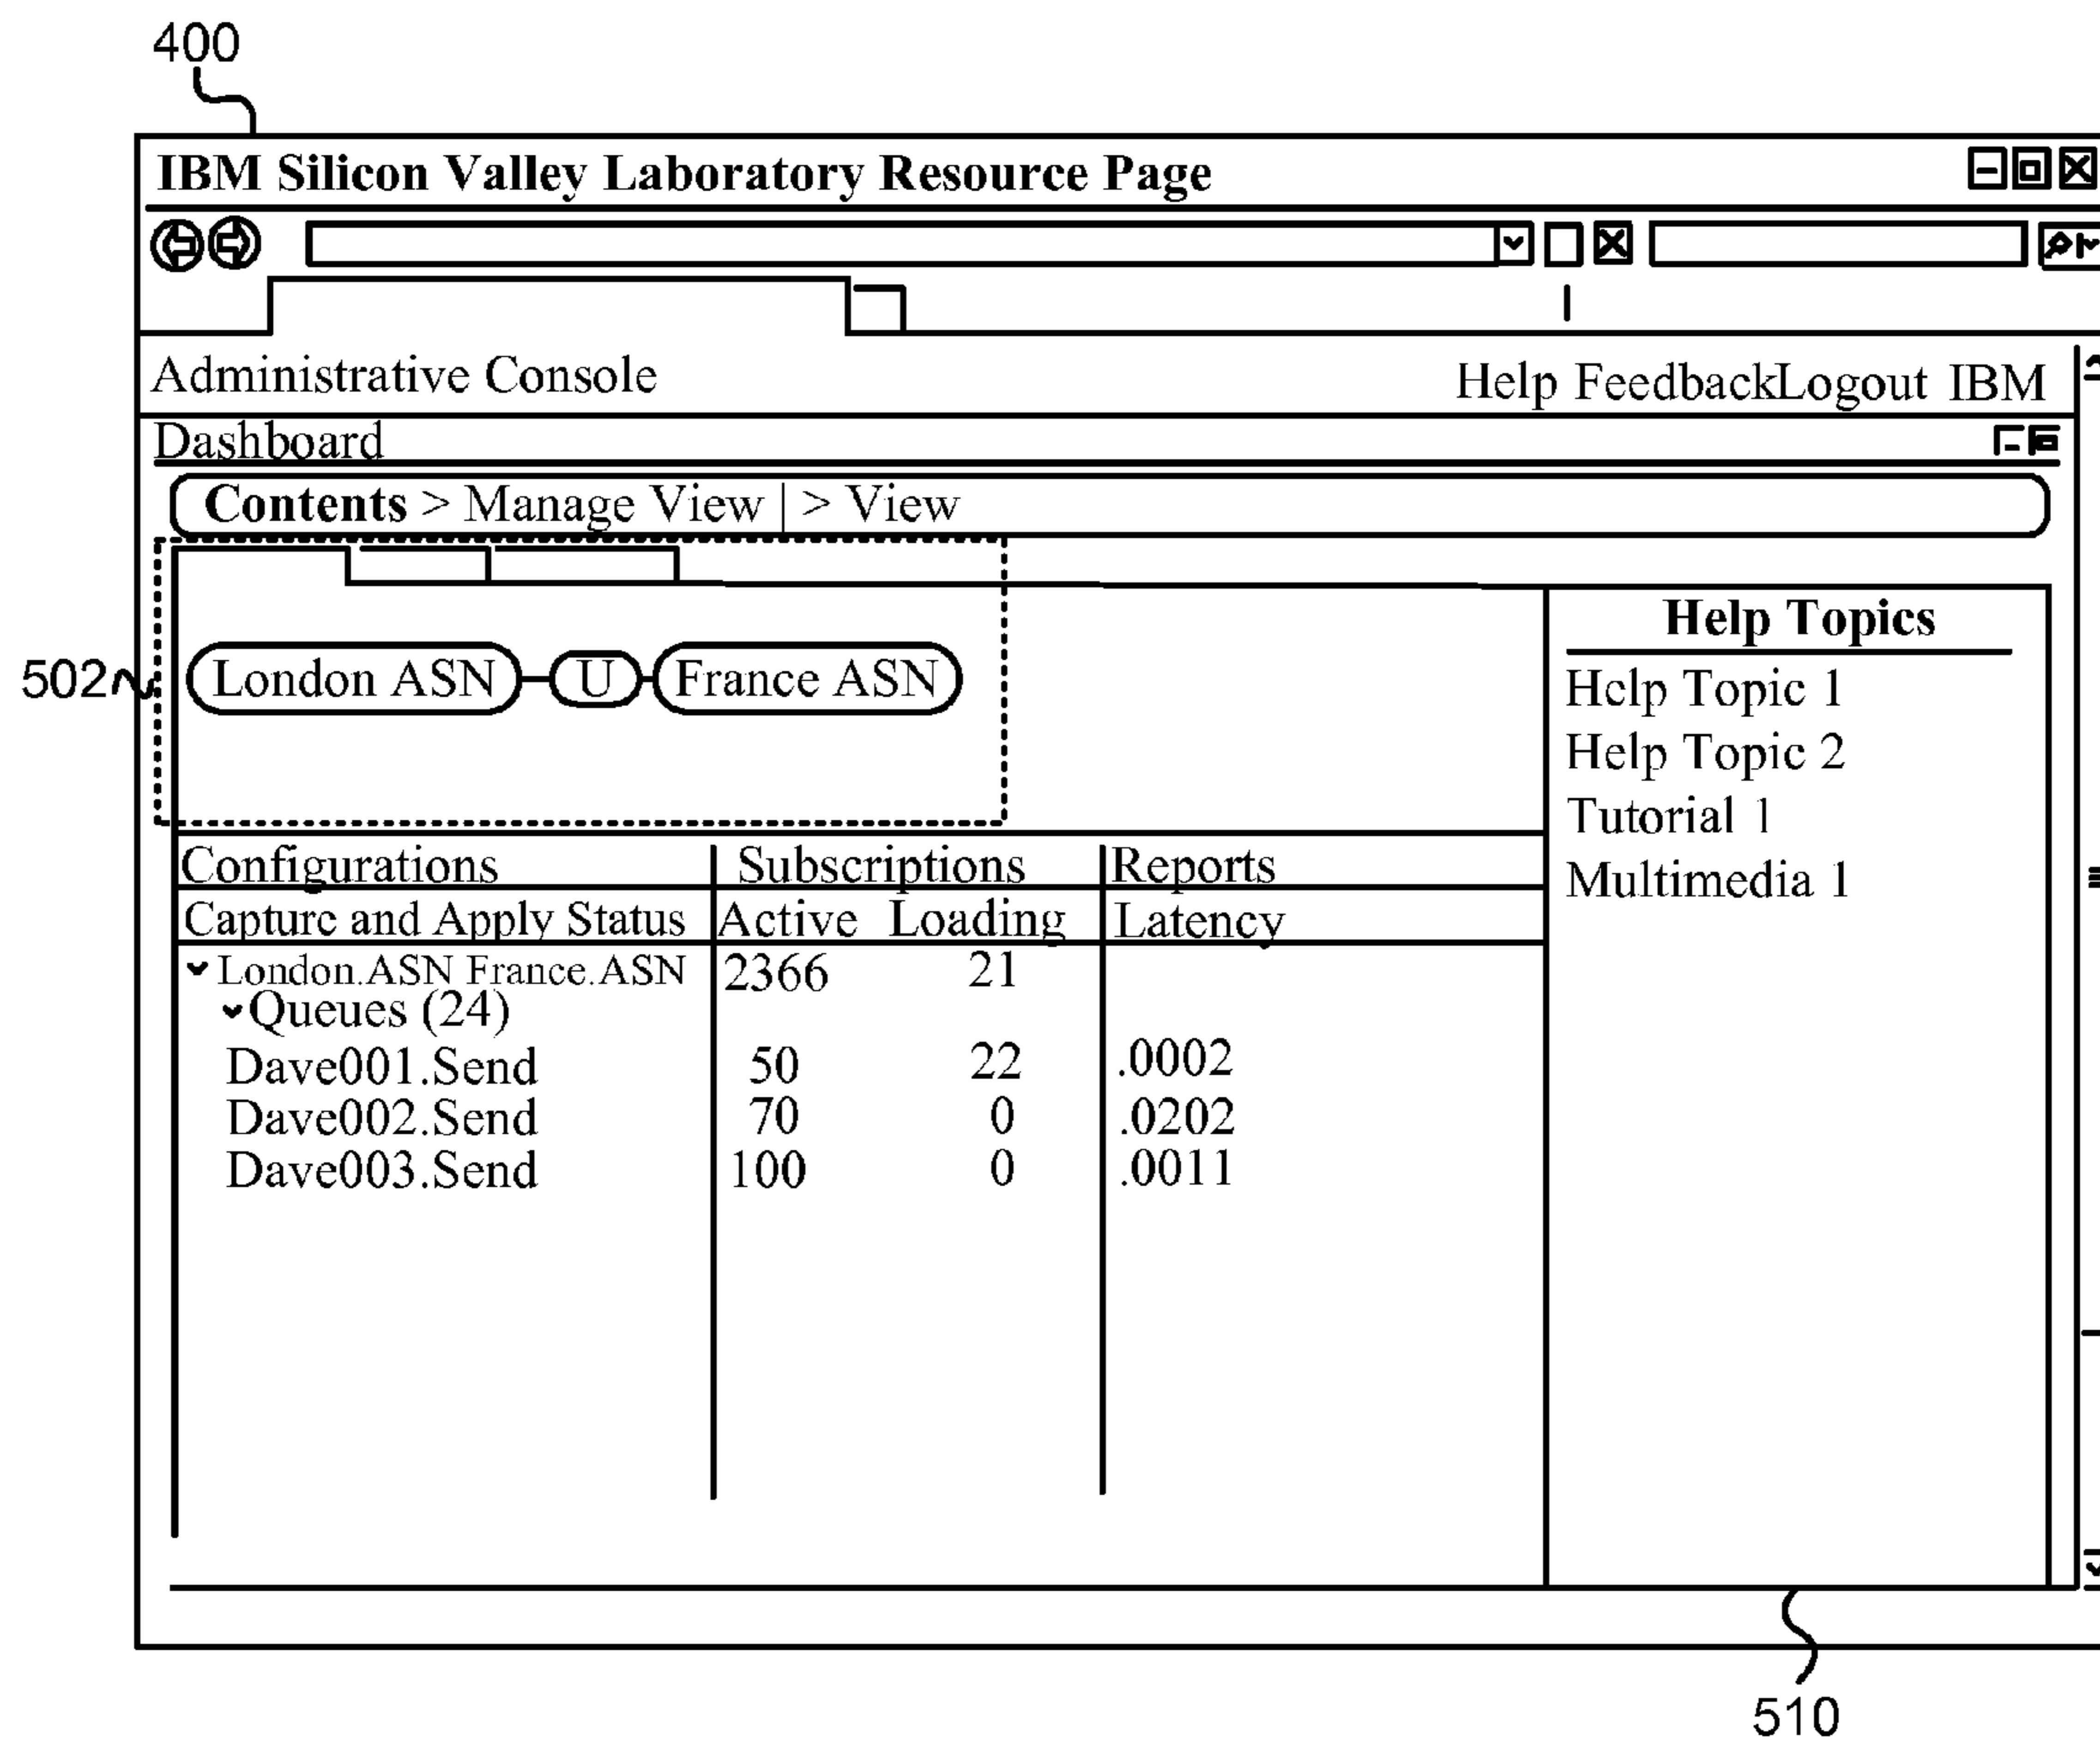 400
IBM Silicon Valley Laboratory Resource Page
Administrative Console Help FeedbackLogout IBM
Dashboard
Contents > Manage View | > View
502
London ASN U France ASN
Help Topics
Help Topic 1
Help Topic 2
Tutorial 1
Multimedia 1
Configurations Subscriptions Reports
Capture and Apply Status Active Loading Latency
London.ASN France.ASN 2366 21
Queues (24)
Dave001.Send 50 22 .0002
Dave002.Send 70 0 .0202
Dave003.Send 100 0 .0011
510